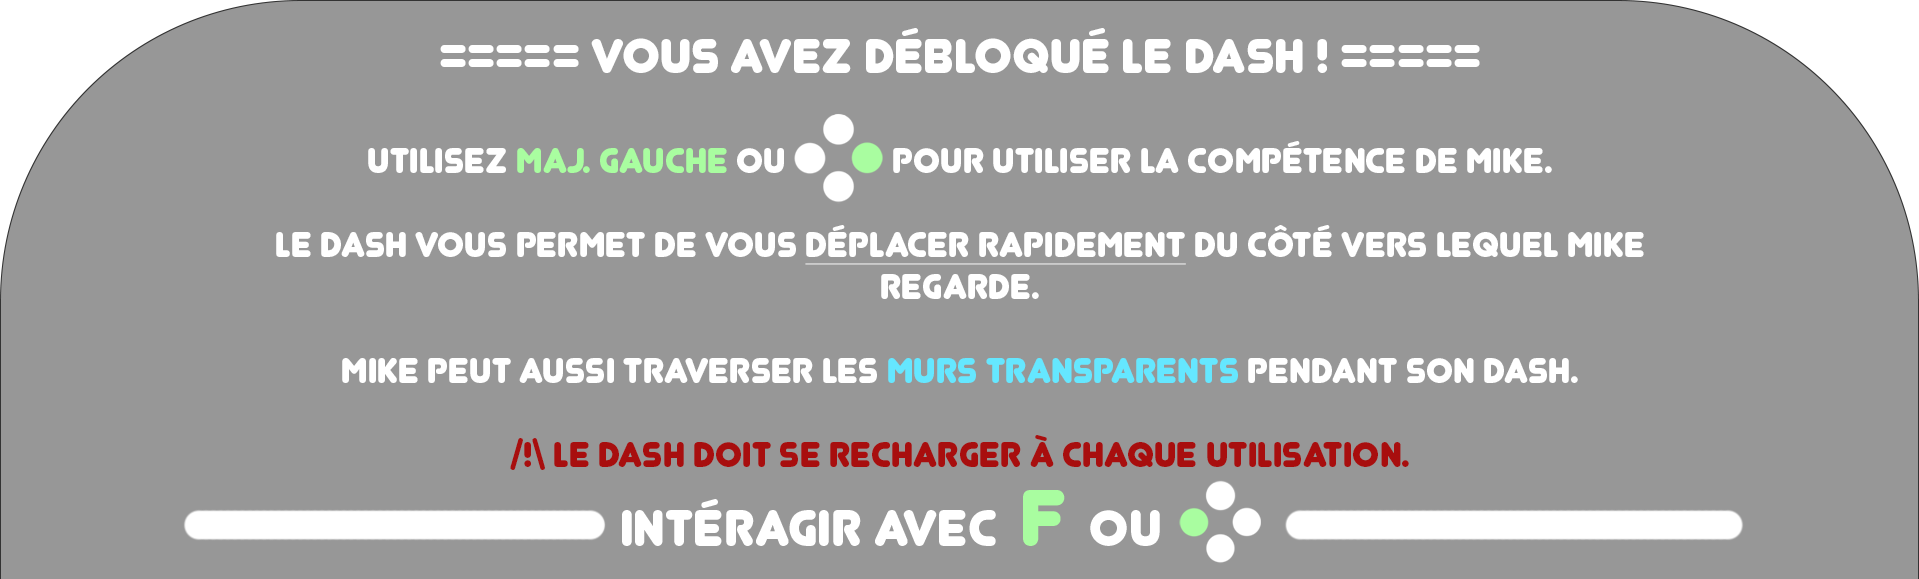 ===== VOUS AVEZ DÉBLOQUÉ LE DASH ! =====
UTILISEZ MAJ. GAUCHE OU POUR UTILISER LA COMPÉTENCE DE MIKE.
LE DASH VOUS PERMET DE VOUS DÉPLACER RAPIDEMENT DU CÔTÉ VERS LEQUEL MIKE
REGARDE.
MIKE PEUT AUSSI TRAVERSER LES MURS TRANSPARENTS PENDANT SON DASH.
/!\ LE DASH DOIT SE RECHARGER À CHAQUE UTILISATION.
INTÉRAGIR AVEC F OU